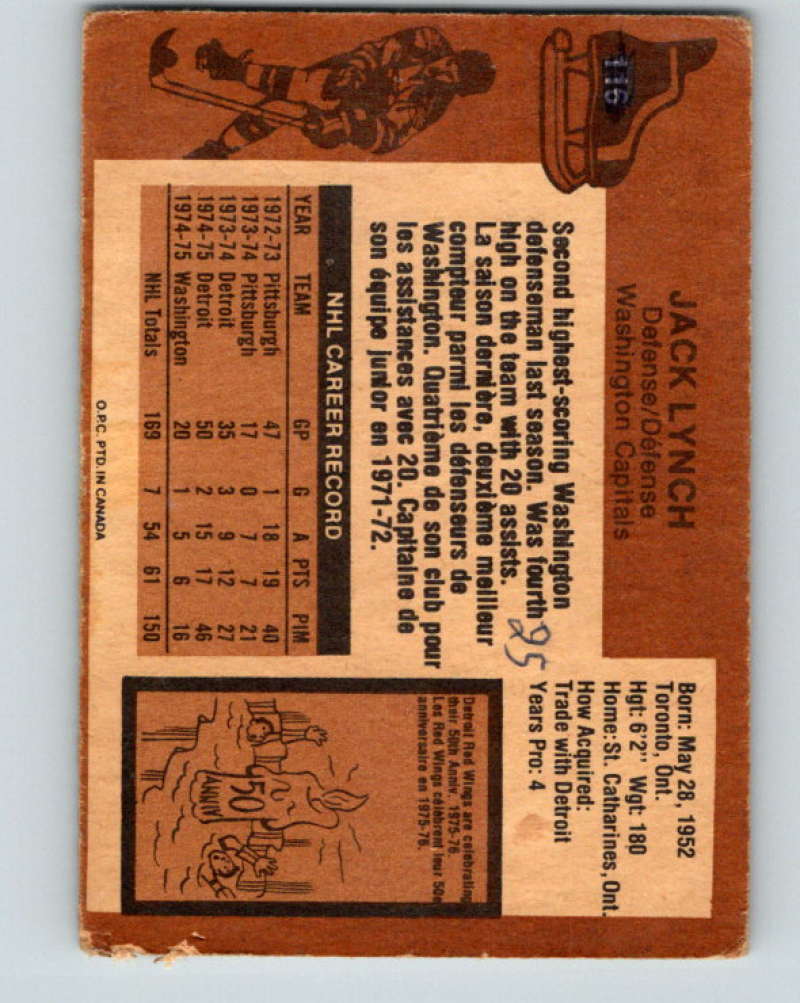 116
JACK LYNCH
Defense/Défense
Washington Capitals
Born: May 28, 1952
Toronto, Ont.
Hgt: 6'2" Wgt: 180
Home: St. Catharines, Ont.
How Acquired:
Trade with Detroit
Years Pro: 4
25
Second highest-scoring Washington
defenseman last season. Was fourth
high on the team with 20 assists.
La saison dernière, deuxième meilleur
compteur parmi les défenseurs de
Washington. Quatrième de son club pour
les assistances avec 20. Capitaine de
son équipe junior en 1971-72.
NHL CAREER RECORD
YEAR TEAM GP G A PTS PIM
1972-73 Pittsburgh 47 1 18 19 40
1973-74 Pittsburgh 17 0 7 7 21
1973-74 Detroit 35 3 9 12 27
1974-75 Detroit 50 2 15 17 46
1974-75 Washington 20 1 5 6 16
NHL Totals 169 7 54 61 150
Detroit Red Wings are celebrating
their 50th Anniv. 1975-76.
Les Red Wings célèbrent leur 50e
anniversaire en 1975-76.
50
ANNIV
O.P.C. PTD. IN CANADA